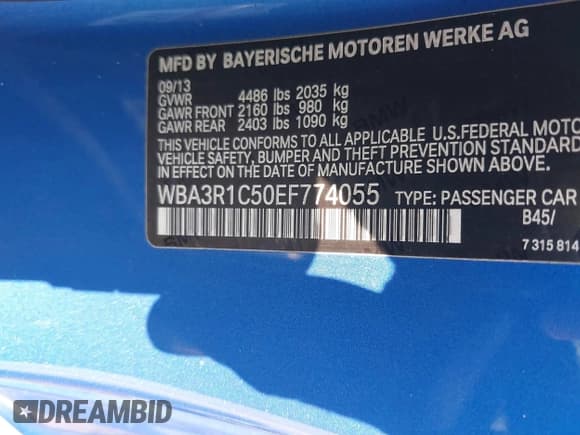 MFD BY BAYERISCHE MOTOREN WERKE AG
09/13
GVWR 4486 lbs 2035 kg
GAWR FRONT 2160 lbs 980 kg
GAWR REAR 2403 lbs 1090 kg
THIS VEHICLE CONFORMS TO ALL APPLICABLE U.S.FEDERAL MOTO
VEHICLE SAFETY, BUMPER AND THEFT PREVENTION STANDARD
IN EFFECT ON THE DATE OF MANUFACTURE SHOWN ABOVE.
WBA3R1C50EF774055 TYPE: PASSENGER CAR
B45/
7 315 814
DREAMBID